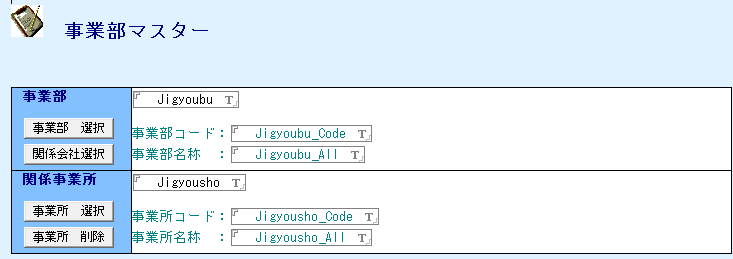 事業部マスター
事業部
Jigyoubu T
事業部 選択
事業部コード： Jigyoubu_Code T
関係会社選択
事業部名称 ： Jigyoubu_All T
関係事業所
Jigyousho T
事業所 選択
事業所コード： Jigyousho_Code T
事業所 削除
事業所名称 ： Jigyousho_All T